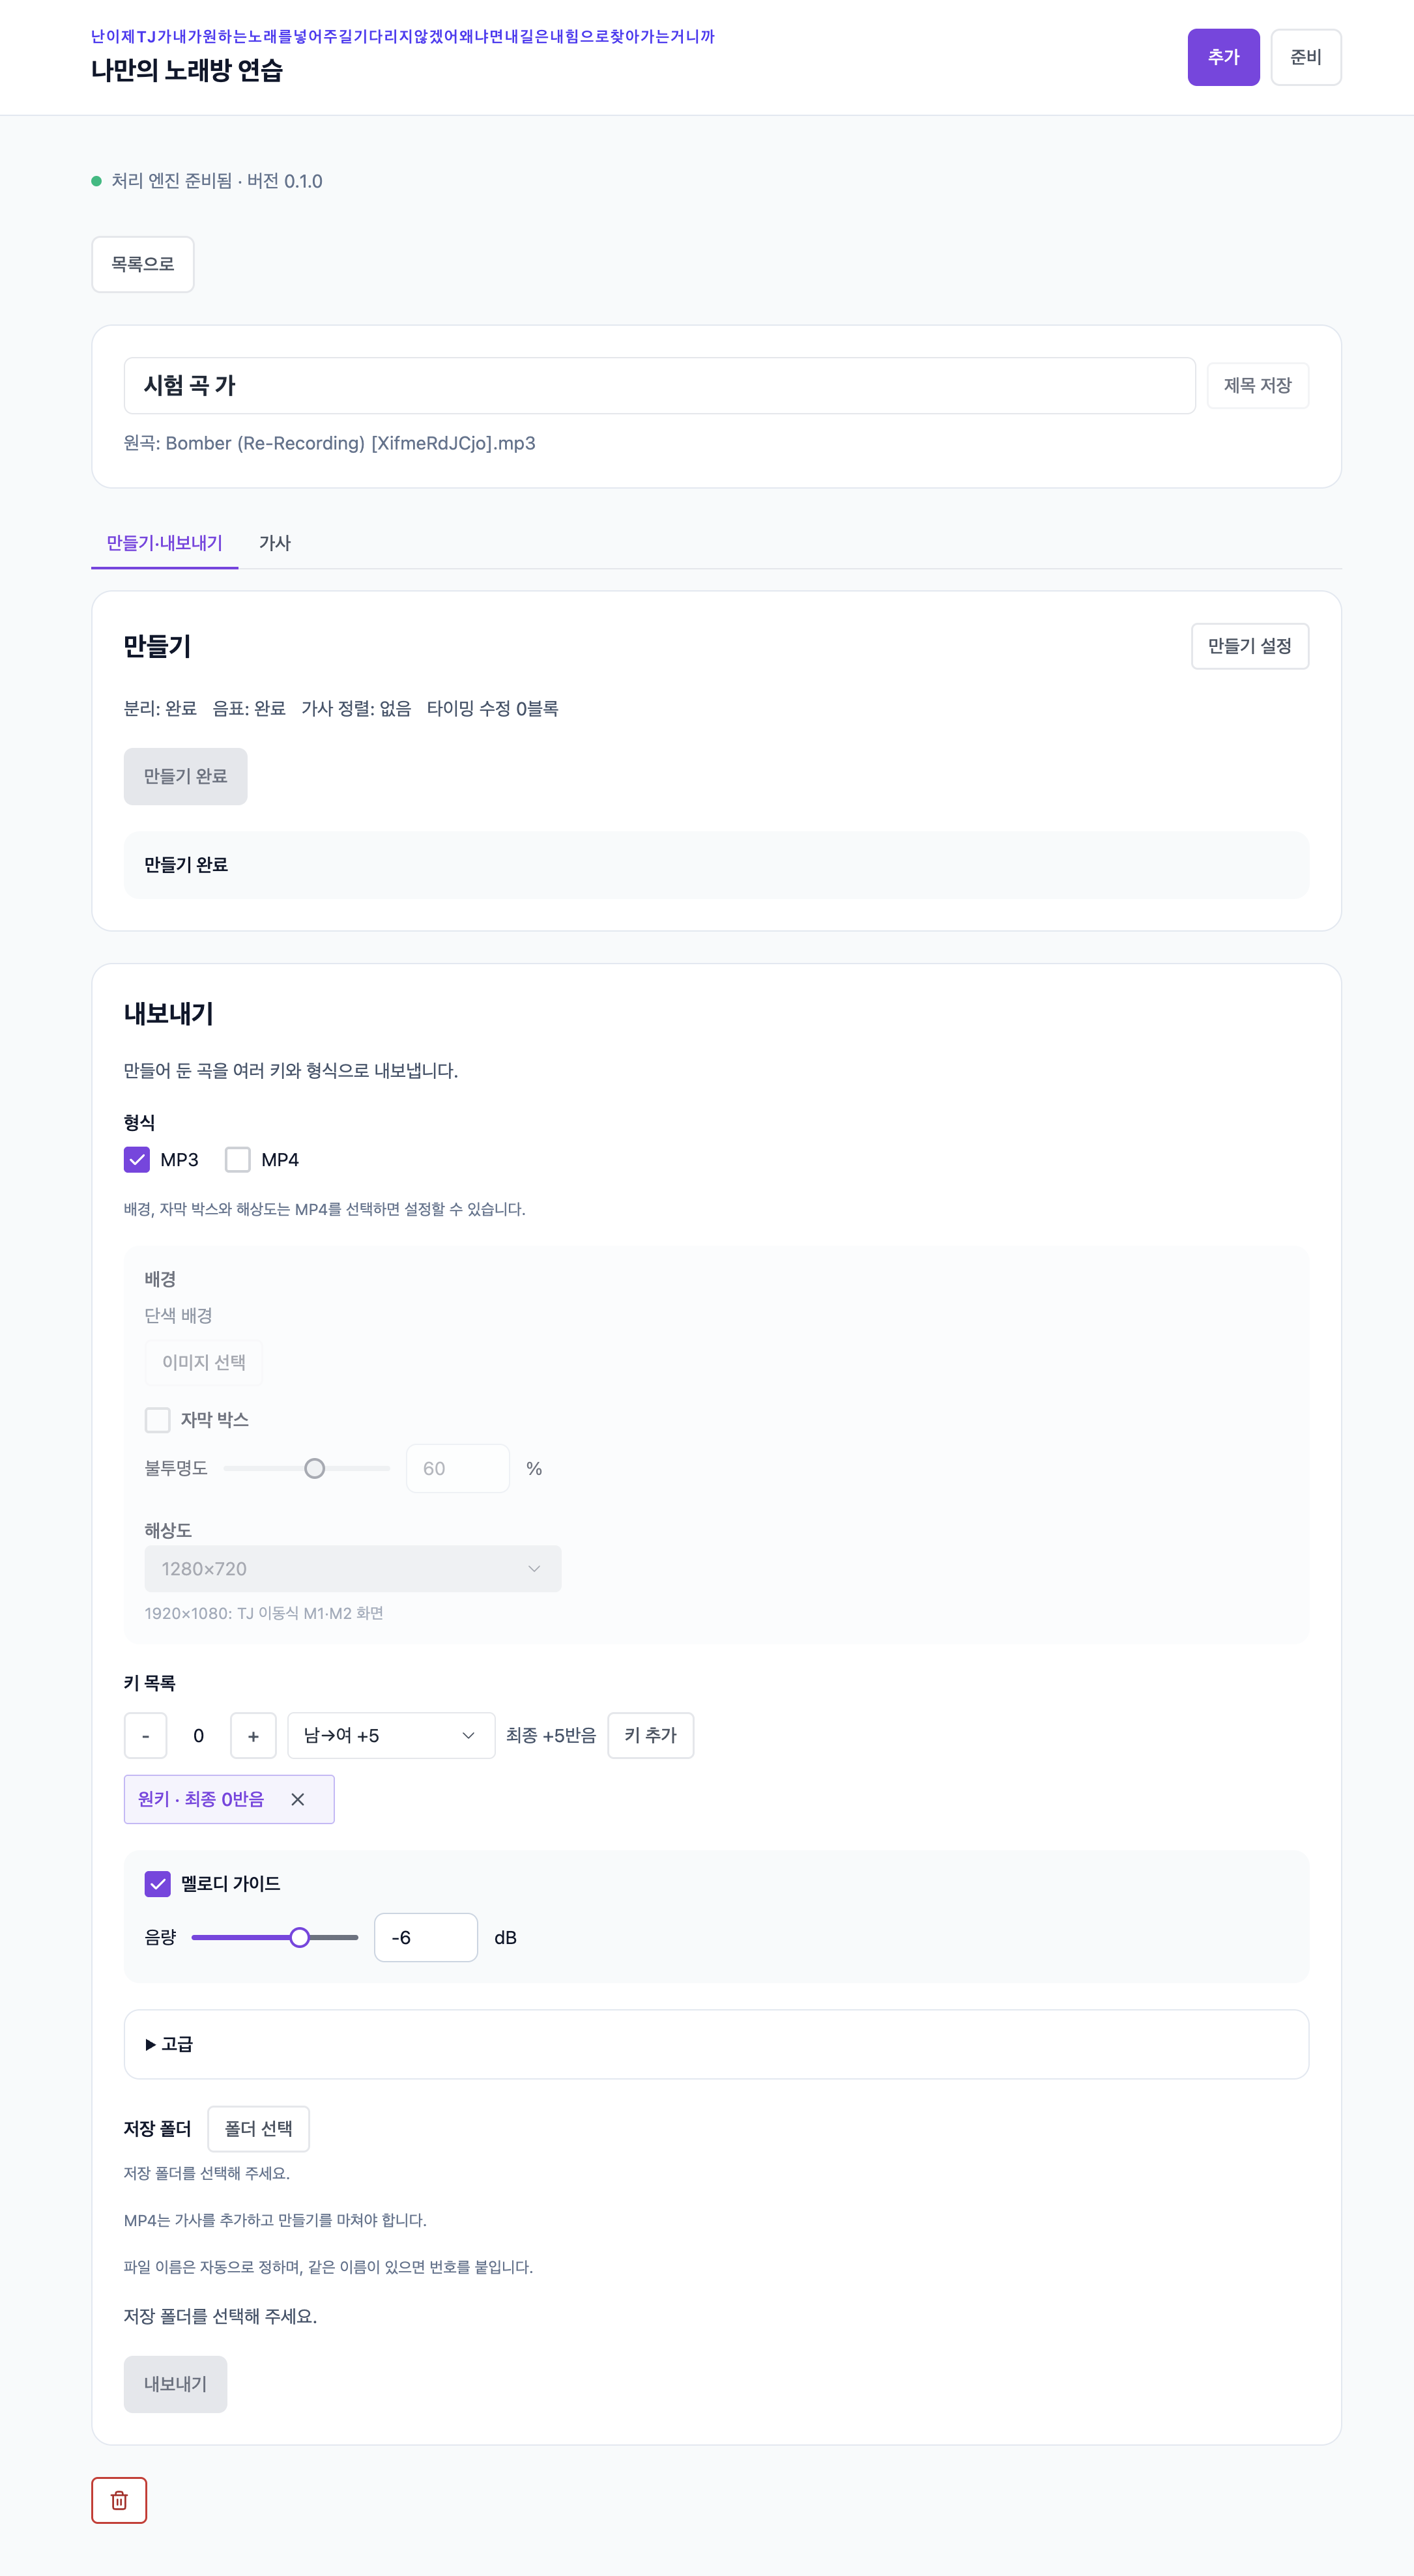 난이제TJ가내가원하는노래를넣어주길기다리지않겠어왜냐면내길은내힘으로찾아가는거니까
나만의 노래방 연습
추가
준비
처리 엔진 준비됨 · 버전 0.1.0
목록으로
시험 곡 가
제목 저장
원곡: Bomber (Re-Recording) [XifmeRdJCjo].mp3
만들기·내보내기
가사
만들기
만들기 설정
분리: 완료 음표: 완료 가사 정렬: 없음 타이밍 수정 0블록
만들기 완료
만들기 완료
내보내기
만들어 둔 곡을 여러 키와 형식으로 내보냅니다.
형식
MP3
MP4
배경, 자막 박스와 해상도는 MP4를 선택하면 설정할 수 있습니다.
배경
단색 배경
이미지 선택
자막 박스
불투명도 60 %
해상도
1280×720
1920×1080: TJ 이동식 M1·M2 화면
키 목록
- 0 + 남→여 +5 최종 +5반음 키 추가
원키 · 최종 0반음
멜로디 가이드
음량 -6 dB
고급
저장 폴더 폴더 선택
저장 폴더를 선택해 주세요.
MP4는 가사를 추가하고 만들기를 마쳐야 합니다.
파일 이름은 자동으로 정하며, 같은 이름이 있으면 번호를 붙입니다.
저장 폴더를 선택해 주세요.
내보내기